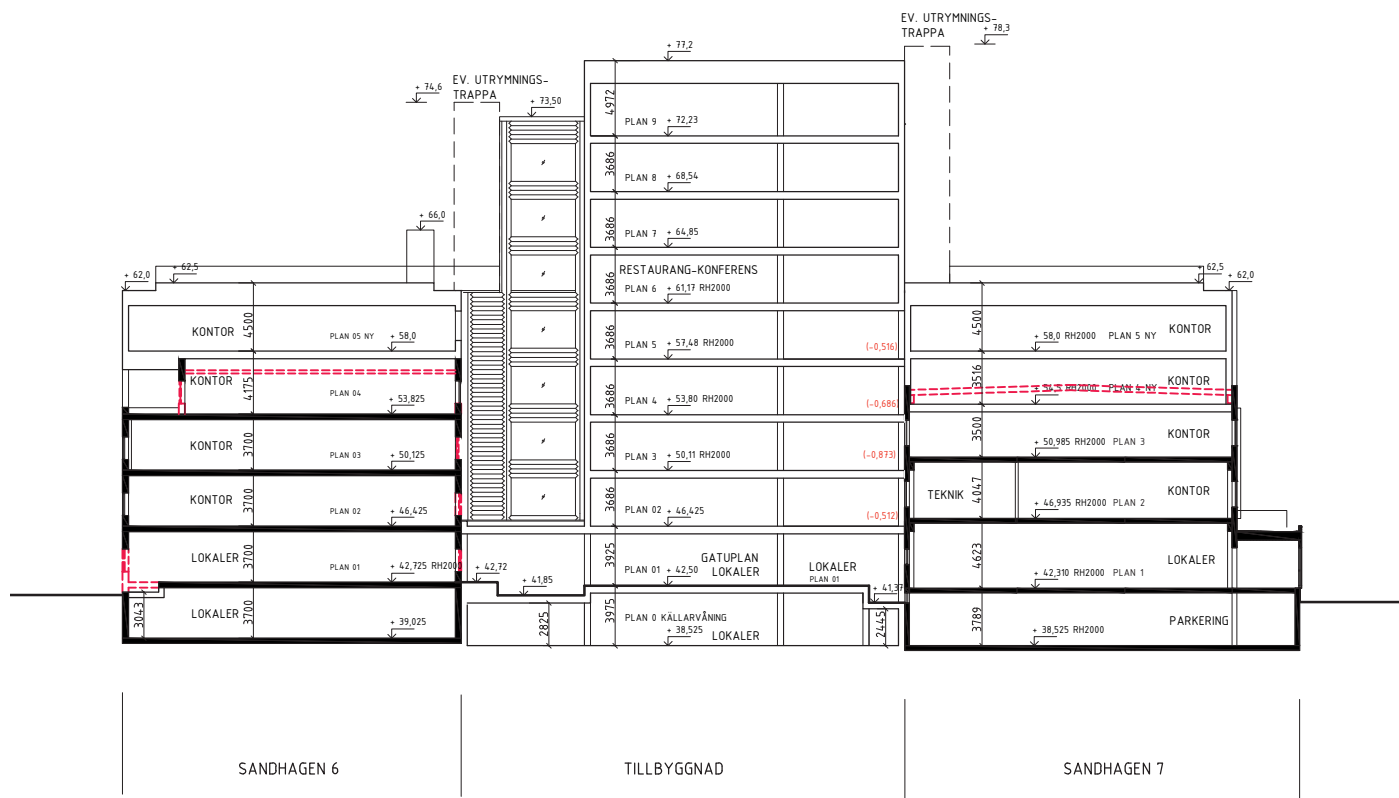 EV. UTRYMNINGS-
TRAPPA
+ 78,3
+ 77,2
EV. UTRYMNINGS-
TRAPPA
+ 74,6
+ 73,50
4972
PLAN 9
+ 72,23
3686
PLAN 8
+ 68,54
3686
PLAN 7
+ 64,85
3686
RESTAURANG-KONFERENS
PLAN 6
+ 61,17 RH2000
3686
PLAN 5
+ 57,48 RH2000
(-0,516)
3686
PLAN 4
+ 53,80 RH2000
(-0,686)
3686
PLAN 3
+ 50,11 RH2000
(-0,873)
3686
PLAN 02
+ 46,425
(-0,512)
3925
GATUPLAN
LOKALER
PLAN 01
+ 42,50
LOKALER
PLAN 01
+ 42,72
+ 41,85
+ 41,37
2825
3975
PLAN 0 KÄLLARVÅNING
+ 38,525
LOKALER
2445
+ 66,0
+ 62,0
+ 62,5
KONTOR
4500
PLAN 05 NY
+ 58,0
KONTOR
4175
PLAN 04
+ 53,825
KONTOR
3700
PLAN 03
+ 50,125
KONTOR
3700
PLAN 02
+ 46,425
LOKALER
3700
PLAN 01
+ 42,725 RH2000
3043
LOKALER
3700
+ 39,025
+ 62,5
+ 62,0
4500
+ 58,0 RH2000 PLAN 5 NY
KONTOR
3516
+ 54,5 RH2000 PLAN 4 NY
KONTOR
3500
+ 50,985 RH2000 PLAN 3
KONTOR
TEKNIK
4047
+ 46,935 RH2000 PLAN 2
KONTOR
4623
+ 42,310 RH2000 PLAN 1
LOKALER
3789
+ 38,525 RH2000
PARKERING
SANDHAGEN 6
TILLBYGGNAD
SANDHAGEN 7